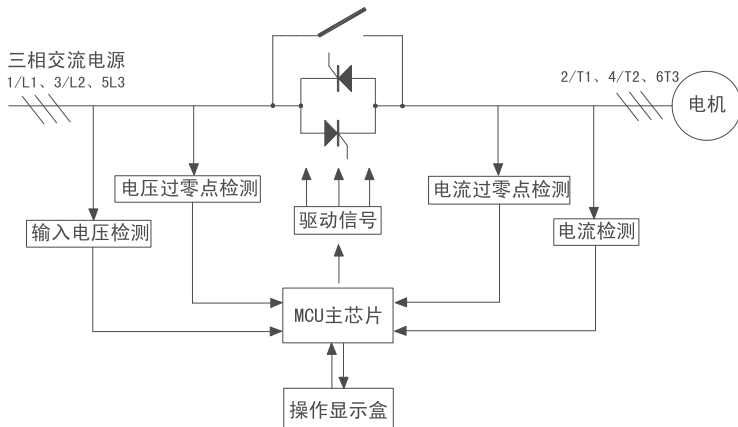 三相交流电源
1/L1、3/L2、5L3
2/T1、4/T2、6T3
电机
电压过零点检测
电流过零点检测
输入电压检测
驱动信号
电流检测
MCU主芯片
操作显示盒